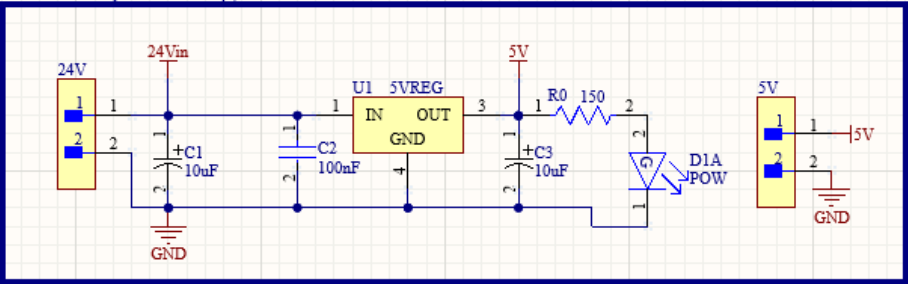 24Vin
5V
24V
U1 5VREG
R0 150
5V
1
1
1
IN OUT
3
1
2
GND
1
1
5V
2
2
1
+
C1
10uF
2
1
C2
100nF
2
4
1
+
C3
10uF
2
2
G
D1A
POW
1
2
2
GND
GND